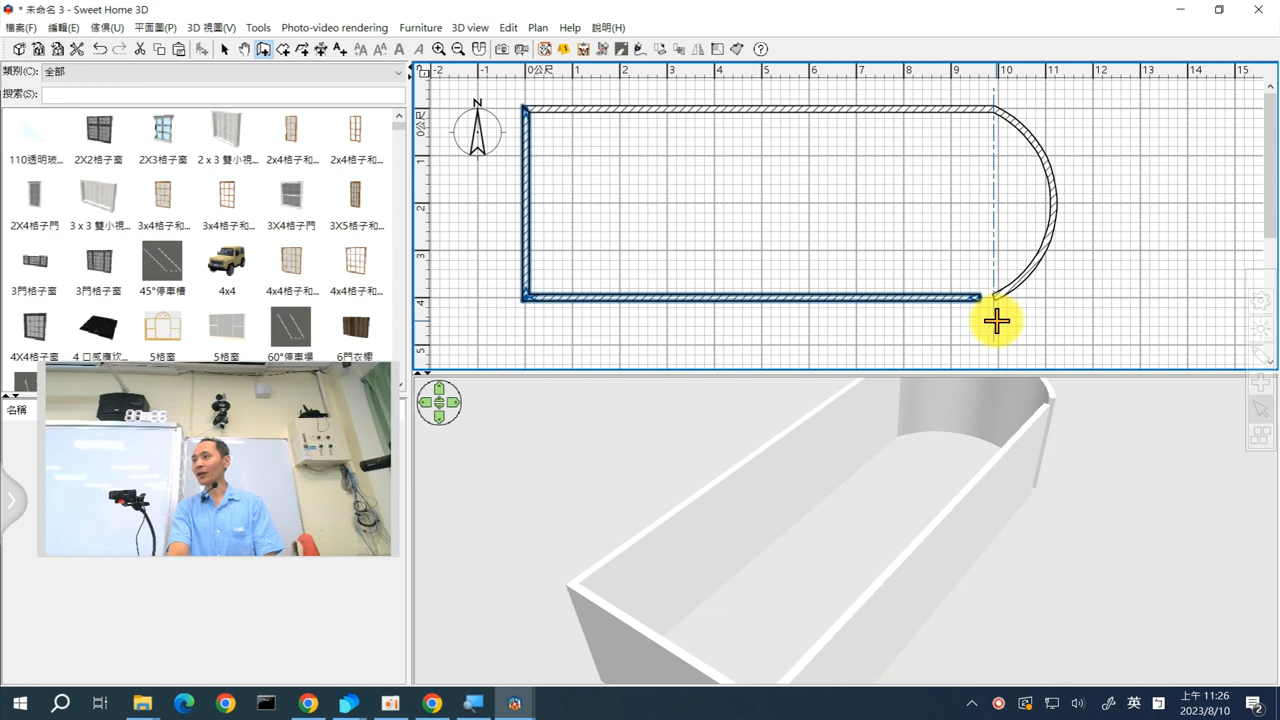 * 未命名 3 - Sweet Home 3D
檔案(F) 編輯(E) 傢俱(U) 平面圖(P) 3D 視圖(V) Tools Photo-video rendering Furniture 3D view Edit Plan Help 說明(H)
類別(C): 全部
搜索(S):
-2 -1 0公尺 1 2 3 4 5 6 7 8 9 10 11 12 13 14 15
0公尺
1
2
3
4
5
N
110透明玻... 2X2格子窗 2X3格子窗 2 x 3 雙小視... 2x4格子和... 2x4格子和...
2X4格子門 3 x 3 雙小視... 3x4格子和... 3x4格子和... 3X4格子門 3X5格子和...
3門格子窗 3門格子窗 45°停車槽 4x4 4x4格子和... 4x4格子和...
4X4格子窗 4 口感應炊... 5格窗 5格窗 60°停車場 6門衣櫃
名稱
英
上午 11:26
2023/8/10
2